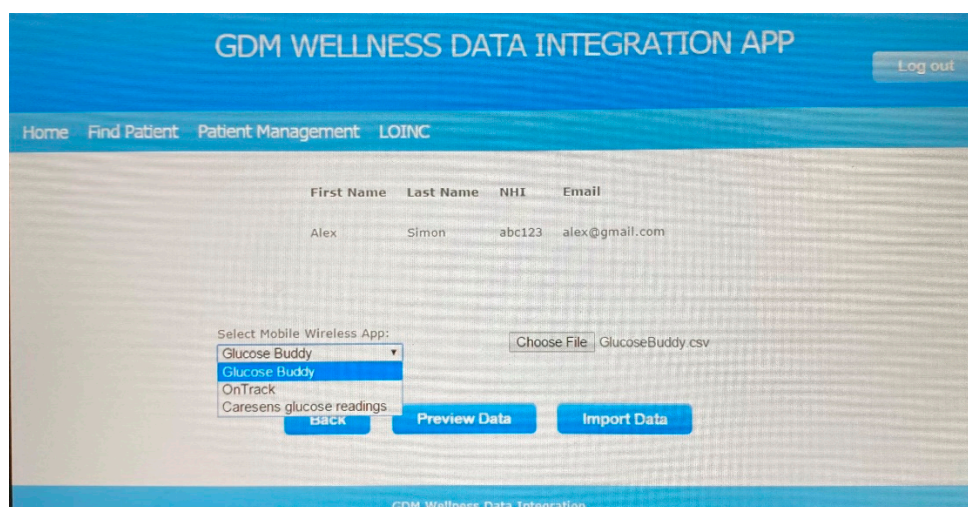 GDM WELLNESS DATA INTEGRATION APP
Log out
Home Find Patient Patient Management LOINC
First Name Last Name NHI Email
Alex Simon abc123 alex@gmail.com
Select Mobile Wireless App:
Glucose Buddy
Choose File GlucoseBuddy.csv
Glucose Buddy
OnTrack
Caresens glucose readings
Back Preview Data Import Data
GDM Wellness Data Integration